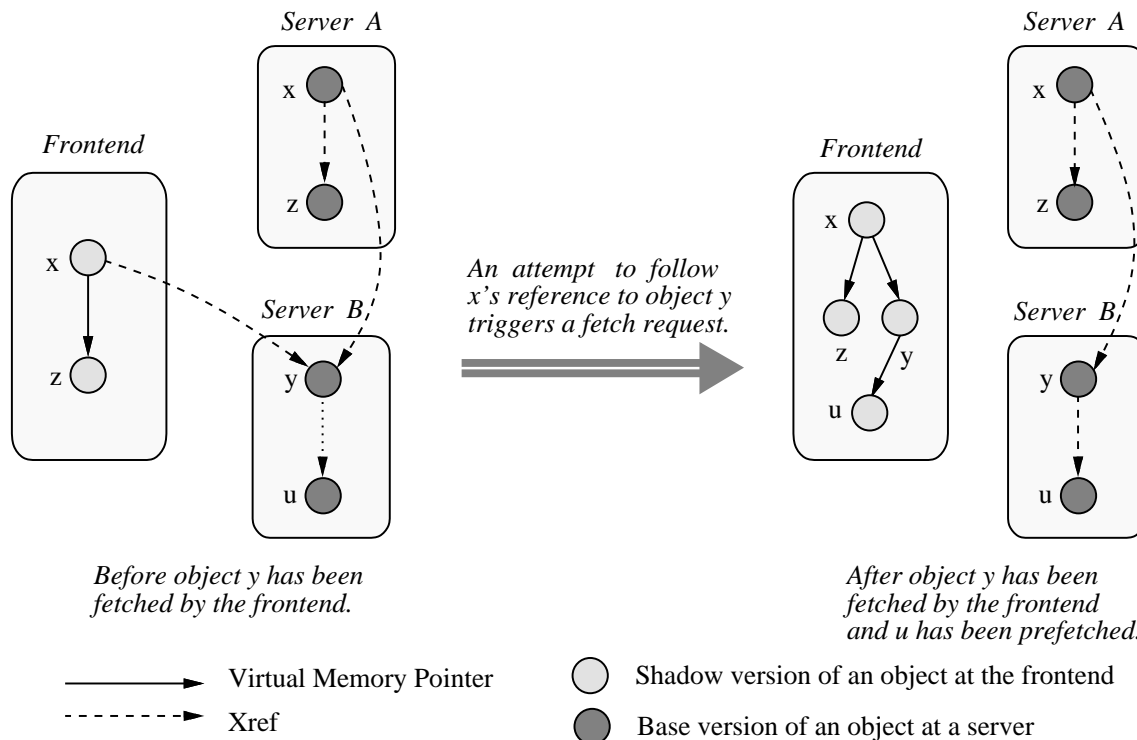 Server A
x
z
Frontend
x
z
Server B
y
u
Before object y has been
fetched by the frontend.
An attempt to follow
x's reference to object y
triggers a fetch request.
Server A
x
z
Frontend
x
z
y
u
Server B
y
u
After object y has been
fetched by the frontend
and u has been prefetched.
Virtual Memory Pointer
Xref
Shadow version of an object at the frontend
Base version of an object at a server